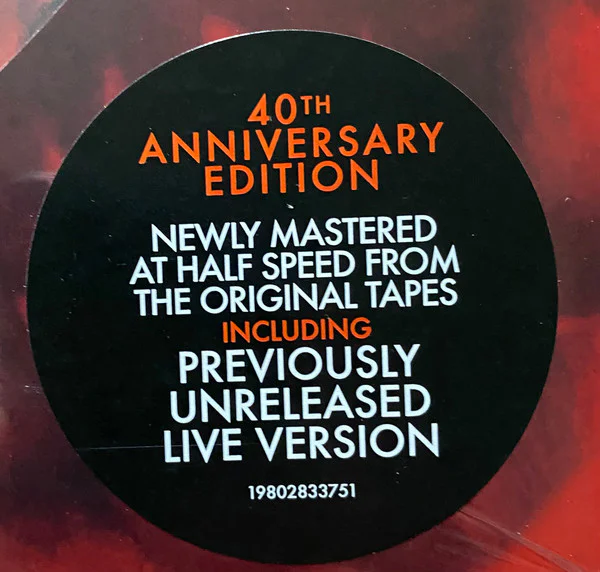 40TH
ANNIVERSARY
EDITION
NEWLY MASTERED
AT HALF SPEED FROM
THE ORIGINAL TAPES
INCLUDING
PREVIOUSLY
UNRELEASED
LIVE VERSION
19802833751